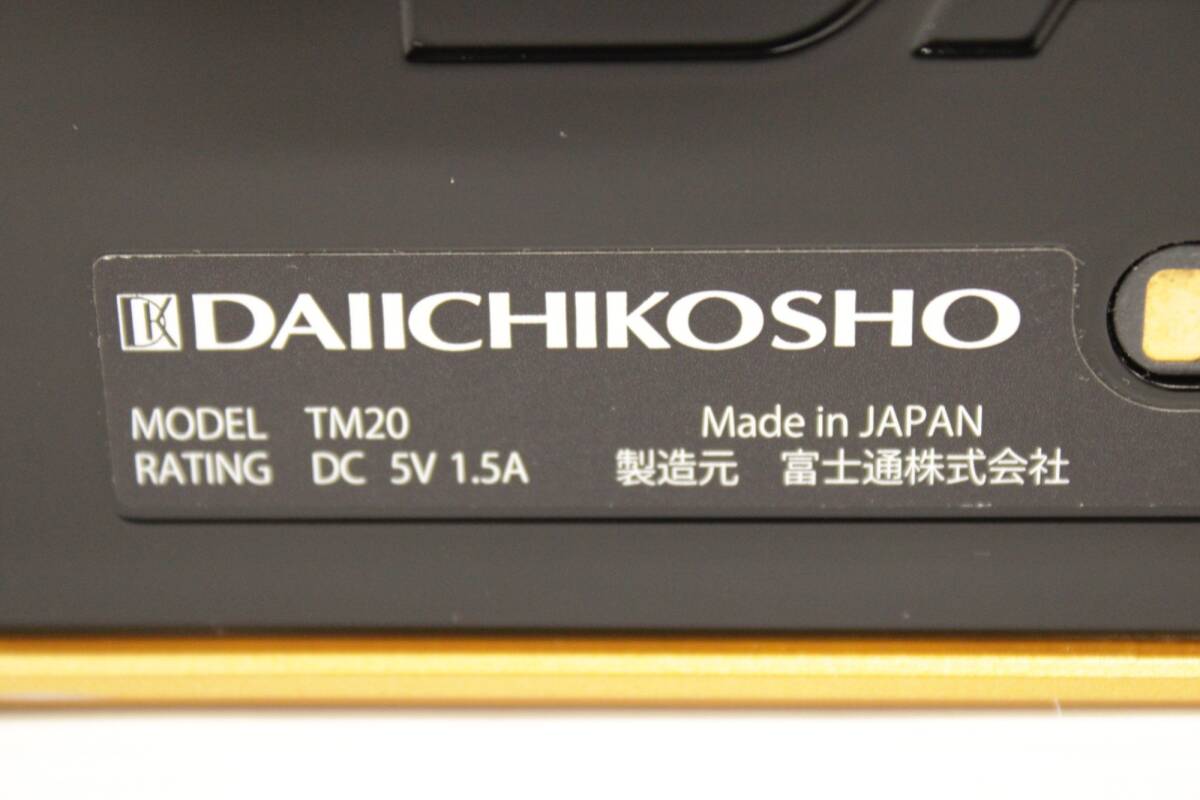 DK DAIICHIKOSHO
MODEL TM20
RATING DC 5V 1.5A
Made in JAPAN
製造元 富士通株式会社